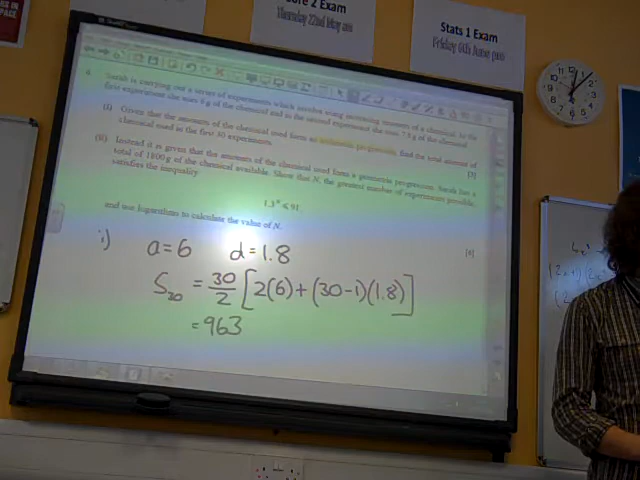 Core 2 Exam
Thursday 22nd May am
Stats 1 Exam
Friday 6th June pm
Sarah is carrying out a series of experiments which involve using increasing amounts of a chemical. In the
first experiment she uses 6 g of the chemical and in the second experiment she uses 7.8 g of the chemical.
(i) Given that the amounts of the chemical used form an arithmetic progression, find the total amount of
chemical used in the first 30 experiments.
[3]
(ii) Instead it is given that the amounts of the chemical used form a geometric progression. Sarah has a
total of 1800 g of the chemical available. Show that N, the greatest number of experiments possible,
satisfies the inequality
1.3ᴺ ≤ 91,
and use logarithms to calculate the value of N.
i) a=6 d=1.8
S₃₀ = 30/2 [2(6)+(30-1)(1.8)]
= 963